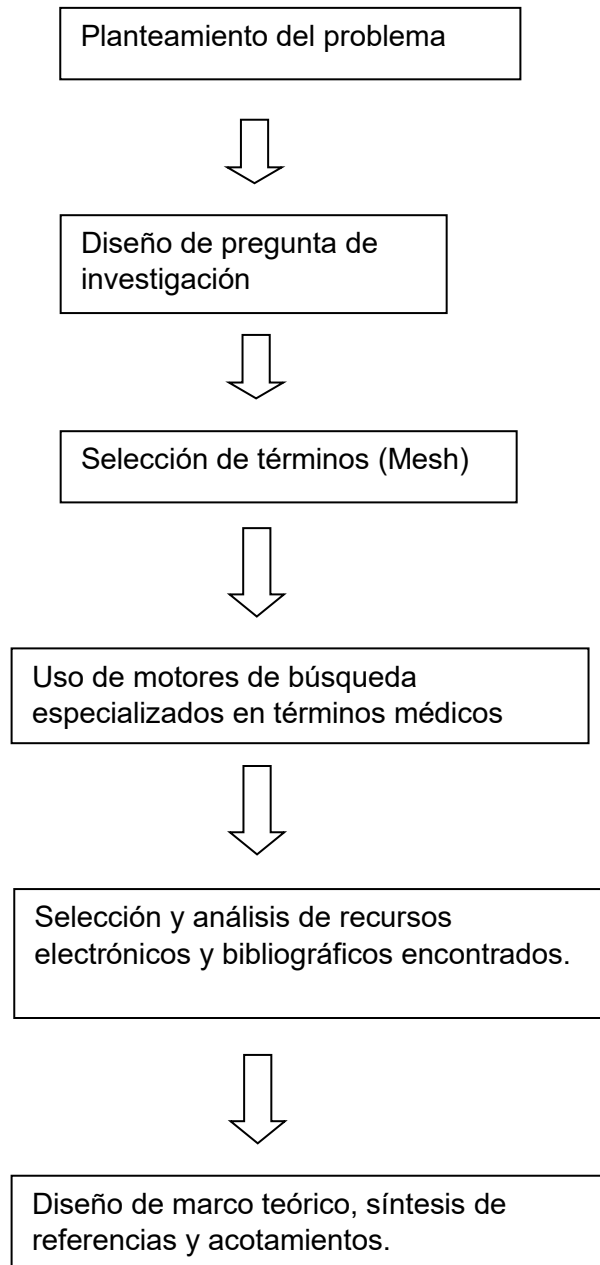 Planteamiento del problema
Diseño de pregunta de
investigación
Selección de términos (Mesh)
Uso de motores de búsqueda
especializados en términos médicos
Selección y análisis de recursos
electrónicos y bibliográficos encontrados.
Diseño de marco teórico, síntesis de
referencias y acotamientos.